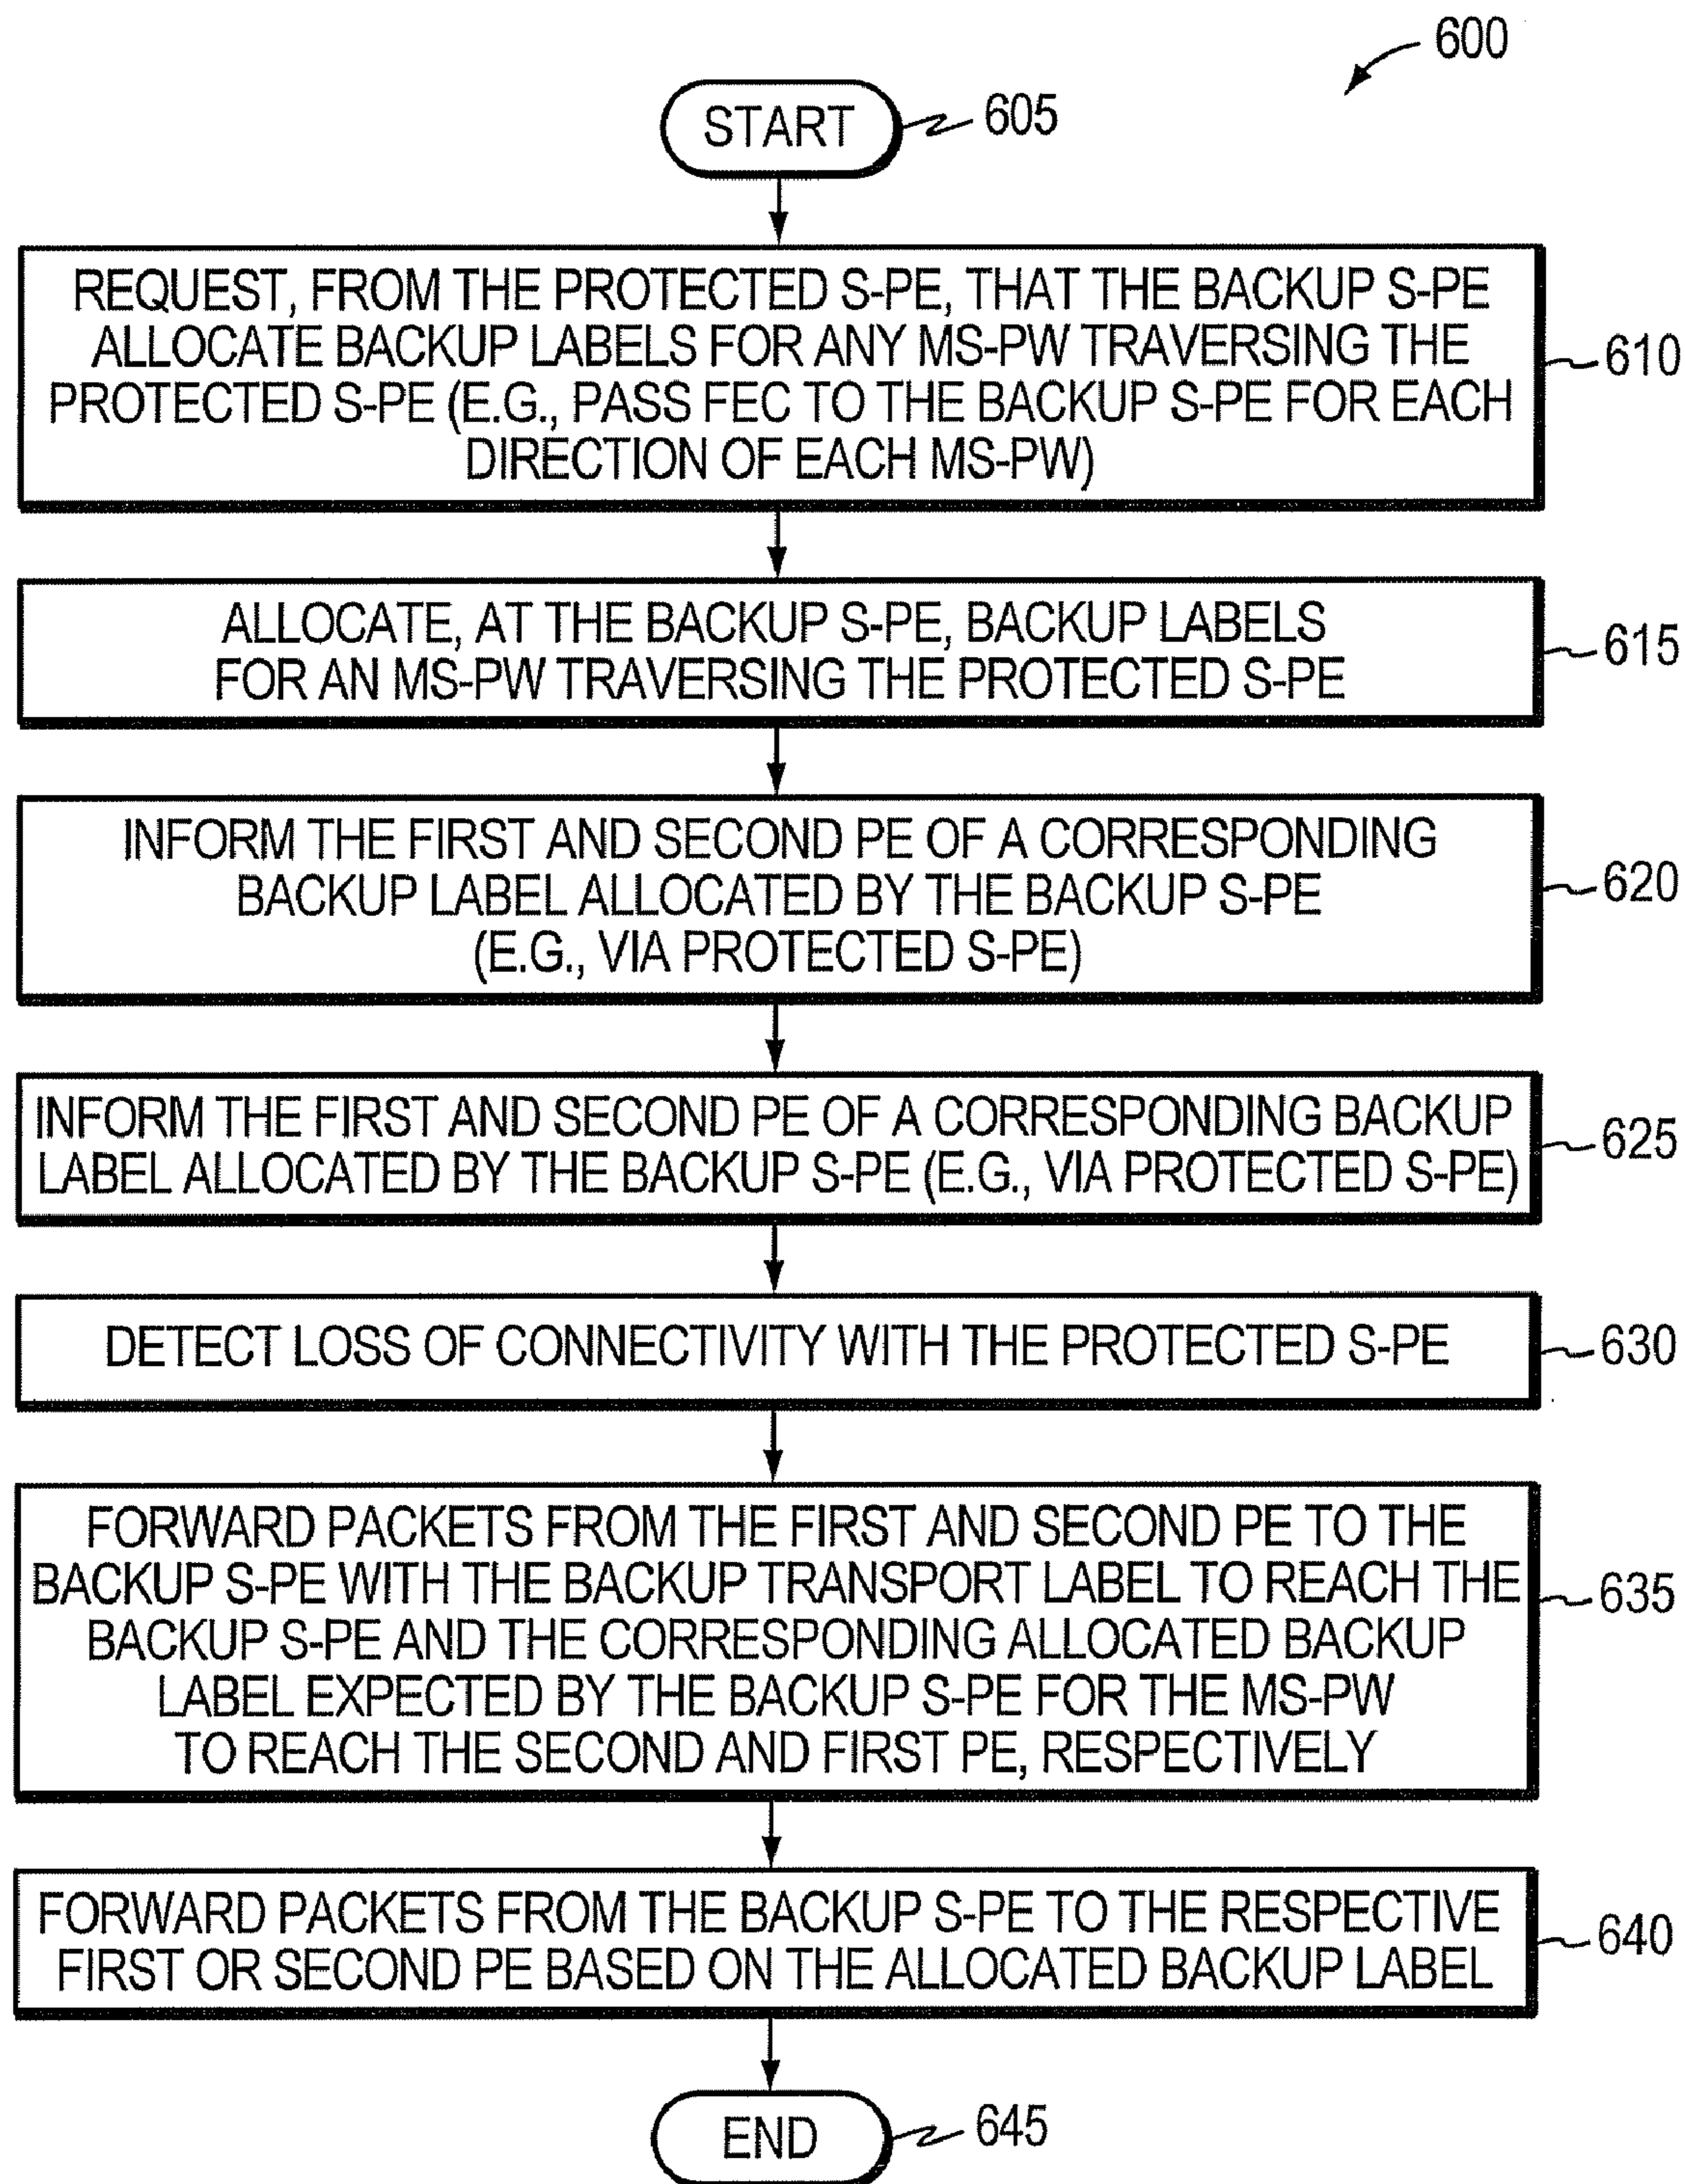 600
START
605
REQUEST, FROM THE PROTECTED S-PE, THAT THE BACKUP S-PE
ALLOCATE BACKUP LABELS FOR ANY MS-PW TRAVERSING THE
PROTECTED S-PE (E.G., PASS FEC TO THE BACKUP S-PE FOR EACH
DIRECTION OF EACH MS-PW)
610
ALLOCATE, AT THE BACKUP S-PE, BACKUP LABELS
FOR AN MS-PW TRAVERSING THE PROTECTED S-PE
615
INFORM THE FIRST AND SECOND PE OF A CORRESPONDING
BACKUP LABEL ALLOCATED BY THE BACKUP S-PE
(E.G., VIA PROTECTED S-PE)
620
INFORM THE FIRST AND SECOND PE OF A CORRESPONDING BACKUP
LABEL ALLOCATED BY THE BACKUP S-PE (E.G., VIA PROTECTED S-PE)
625
DETECT LOSS OF CONNECTIVITY WITH THE PROTECTED S-PE
630
FORWARD PACKETS FROM THE FIRST AND SECOND PE TO THE
BACKUP S-PE WITH THE BACKUP TRANSPORT LABEL TO REACH THE
BACKUP S-PE AND THE CORRESPONDING ALLOCATED BACKUP
LABEL EXPECTED BY THE BACKUP S-PE FOR THE MS-PW
TO REACH THE SECOND AND FIRST PE, RESPECTIVELY
635
FORWARD PACKETS FROM THE BACKUP S-PE TO THE RESPECTIVE
FIRST OR SECOND PE BASED ON THE ALLOCATED BACKUP LABEL
640
END
645